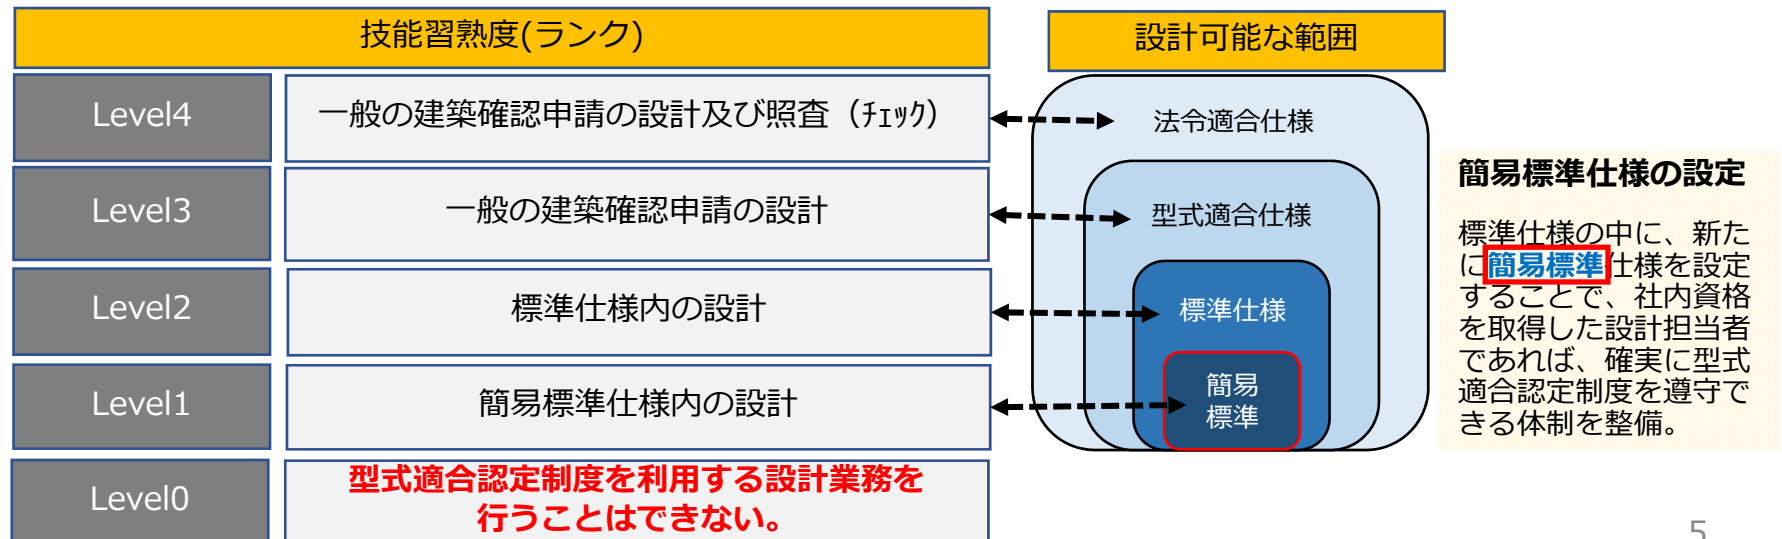 技能習熟度(ランク)
設計可能な範囲
Level4
一般の建築確認申請の設計及び照査（ﾁｪｯｸ）
法令適合仕様
Level3
一般の建築確認申請の設計
型式適合仕様
Level2
標準仕様内の設計
標準仕様
Level1
簡易標準仕様内の設計
簡易
標準
Level0
型式適合認定制度を利用する設計業務を
行うことはできない。
簡易標準仕様の設定
標準仕様の中に、新た
に簡易標準仕様を設定
することで、社内資格
を取得した設計担当者
であれば、確実に型式
適合認定制度を遵守で
きる体制を整備。
5